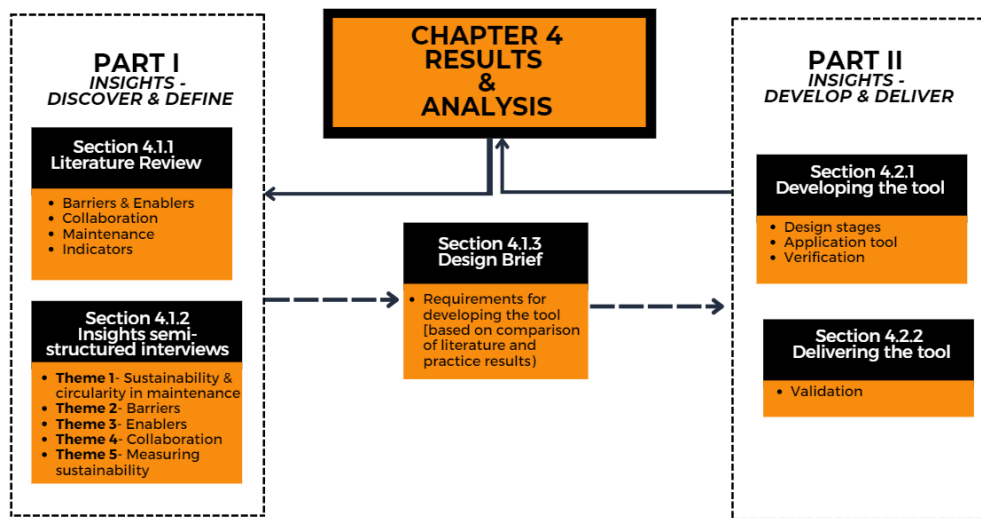 CHAPTER 4
RESULTS
&
ANALYSIS
PART I
INSIGHTS -
DISCOVER & DEFINE
Section 4.1.1
Literature Review
• Barriers & Enablers
• Collaboration
• Maintenance
• Indicators
Section 4.1.2
Insights semi-
structured interviews
• Theme 1- Sustainability &
circularity in maintenance
• Theme 2- Barriers
• Theme 3- Enablers
• Theme 4- Collaboration
• Theme 5- Measuring
sustainability
Section 4.1.3
Design Brief
• Requirements for
developing the tool
[based on comparison
of literature and
practice results)
PART II
INSIGHTS -
DEVELOP & DELIVER
Section 4.2.1
Developing the tool
• Design stages
• Application tool
• Verification
Section 4.2.2
Delivering the tool
• Validation